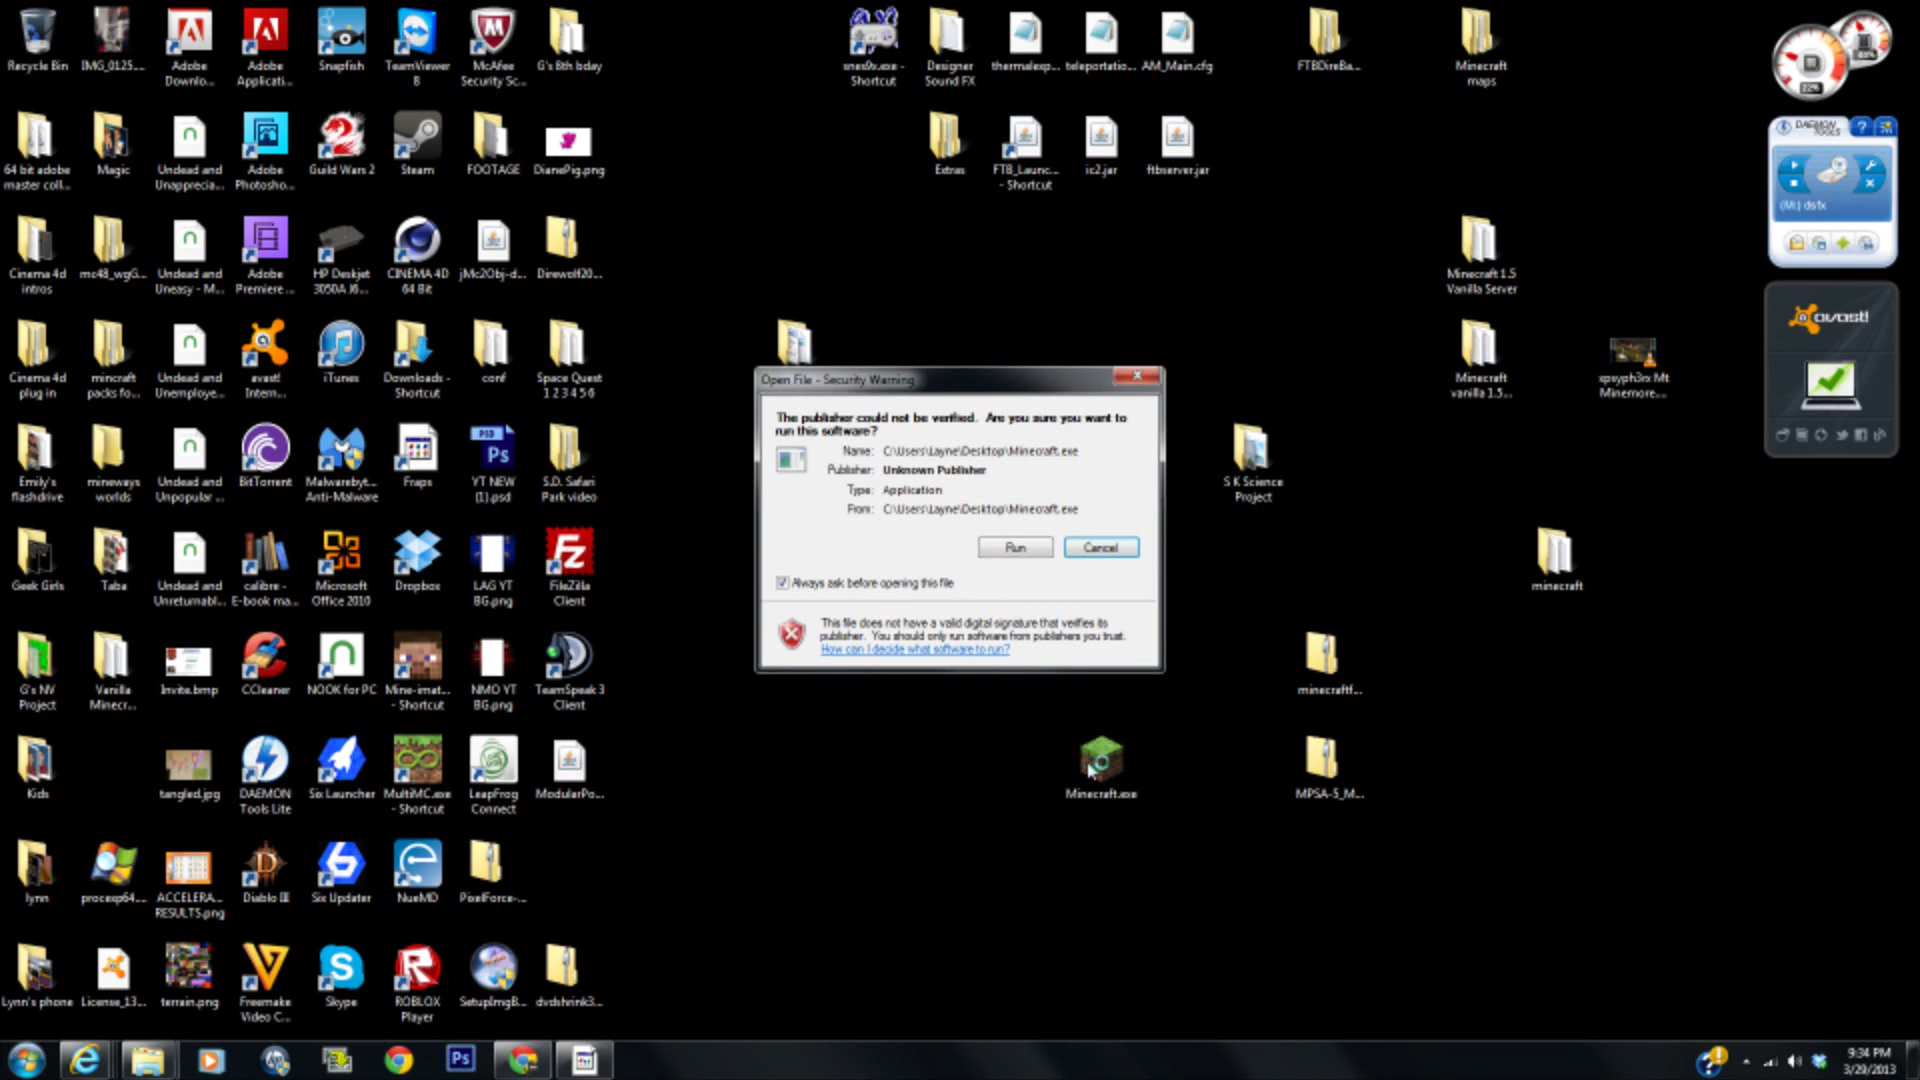 Recycle Bin
IMG_0125...
Adobe Downlo...
Adobe Applicati...
Snapfish
TeamViewer 8
McAfee Security Sc...
G's 8th bday
snes9x.exe - Shortcut
Designer Sound FX
thermalexp...
teleportatio...
AM_Main.cfg
FTBDireBa...
Minecraft maps
22%
64 bit adobe master coll...
Magic
Undead and Unapprecia...
Adobe Photosho...
Guild Wars 2
Steam
FOOTAGE
DianePig.png
Extras
FTB_Launc... - Shortcut
ic2.jar
ftbserver.jar
DAEMON TOOLS
(M:) dsfx
Cinema 4d intros
mc48_wgG...
Undead and Uneasy - M...
Adobe Premiere ...
HP Deskjet 3050A J6...
CINEMA 4D 64 Bit
jMc2Obj-d...
Direwolf20...
Minecraft 1.5 Vanilla Server
avast!
Cinema 4d plug in
mincraft packs fo...
Undead and Unemploye...
avast! Intern...
iTunes
Downloads - Shortcut
conf
Space Quest 1 2 3 4 5 6
Minecraft vanilla 1.5...
xpsyph3rx Mt Minemore...
Open File - Security Warning
The publisher could not be verified. Are you sure you want to
run this software?
Name: C:\Users\Layne\Desktop\Minecraft.exe
Publisher: Unknown Publisher
Type: Application
From: C:\Users\Layne\Desktop\Minecraft.exe
Run
Cancel
Always ask before opening this file
This file does not have a valid digital signature that verifies its
publisher. You should only run software from publishers you trust.
How can I decide what software to run?
Emily's flashdrive
mineways worlds
Undead and Unpopular ...
BitTorrent
Malwareby... Anti-Malware
Fraps
PSD
Ps
YT NEW (1).psd
S.D. Safari Park video
S K Science Project
Geek Girls
Taba
Undead and Unreturnabl...
calibre - E-book ma...
Microsoft Office 2010
Dropbox
LAG YT BG.png
Fz
FileZilla Client
minecraft
G's NV Project
Vanilla Minecr...
Invite.bmp
CCleaner
NOOK for PC
Mine-imat... - Shortcut
NMO YT BG.png
TeamSpeak 3 Client
minecraftf...
Kids
tangled.jpg
DAEMON Tools Lite
Six Launcher
MultiMC.exe - Shortcut
LeapFrog Connect
ModularPo...
Minecraft.exe
MPSA-5_M...
lynn
procexp64...
ACCELERA... RESULTS.png
Diablo III
Six Updater
NueMD
PixelForce-...
Lynn's phone
License_13...
terrain.png
Freemake Video C...
Skype
ROBLOX Player
SetupImgB...
dvdshrink3...
Ps
9:34 PM
3/29/2013